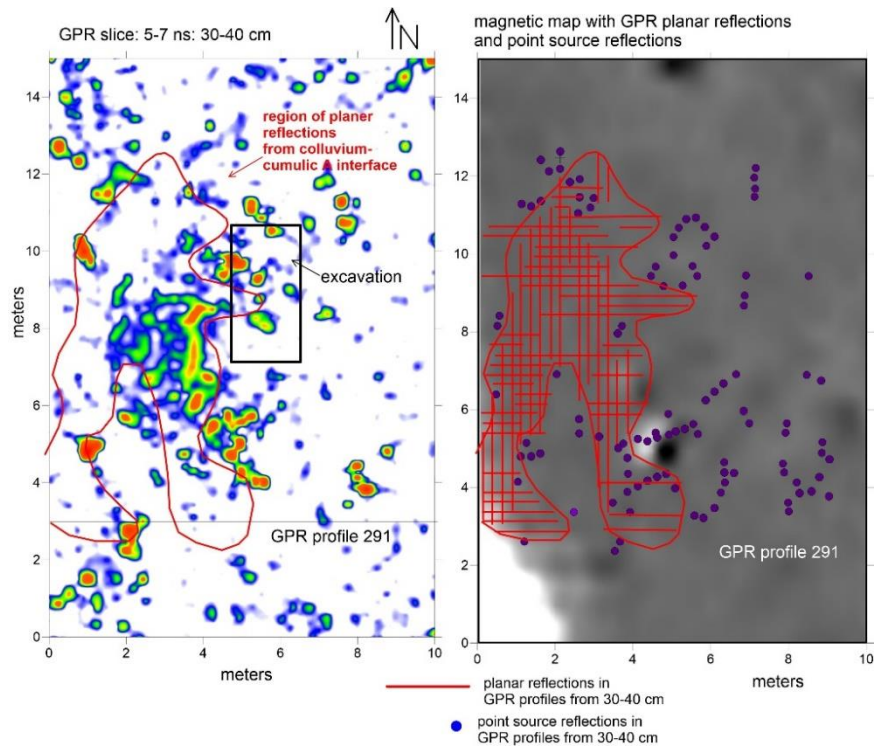 GPR slice: 5-7 ns: 30-40 cm
N
region of planer
reflections
from colluvium-
cumulic A interface
excavation
GPR profile 291
14
12
10
8
6
4
2
0
meters
0 2 4 6 8 10
meters
magnetic map with GPR planar reflections
and point source reflections
14
12
10
8
6
4
2
0
GPR profile 291
0 2 4 6 8 10
meters
planar reflections in
GPR profiles from 30-40 cm
point source reflections in
GPR profiles from 30-40 cm